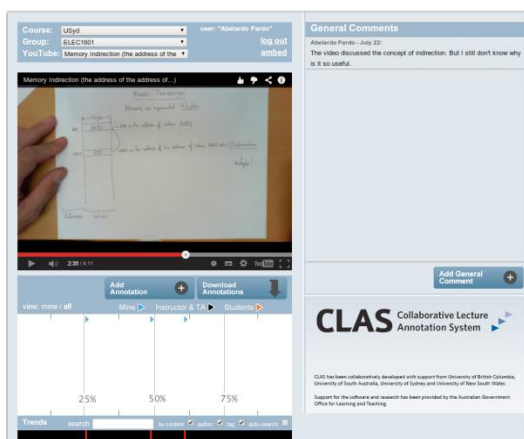 Course: USyd
user: "Abelardo Pardo"
Group: ELEC1601
log out
YouTube: Memory Indirection (the address of the
embed
Memory Indirection (the address of the address of...)
Memory Indirection
2:35 / 4:11
YouTube
Add Annotation
Download Annotations
view: mine / all
Mine
Instructor & TA
Students
25%
50%
75%
Trends
search
by content
author
tag
auto-search
General Comments
Abelardo Pardo - July 22:
The video discussed the concept of indirection. But I still don't know why
is it so useful.
Add General
Comment
CLAS Collaborative Lecture
Annotation System
CLAS has been collaboratively developed with support from University of British Columbia,
University of South Australia, University of Sydney and University of New South Wales.
Support for the software and research has been provided by the Australian Government
Office for Learning and Teaching.